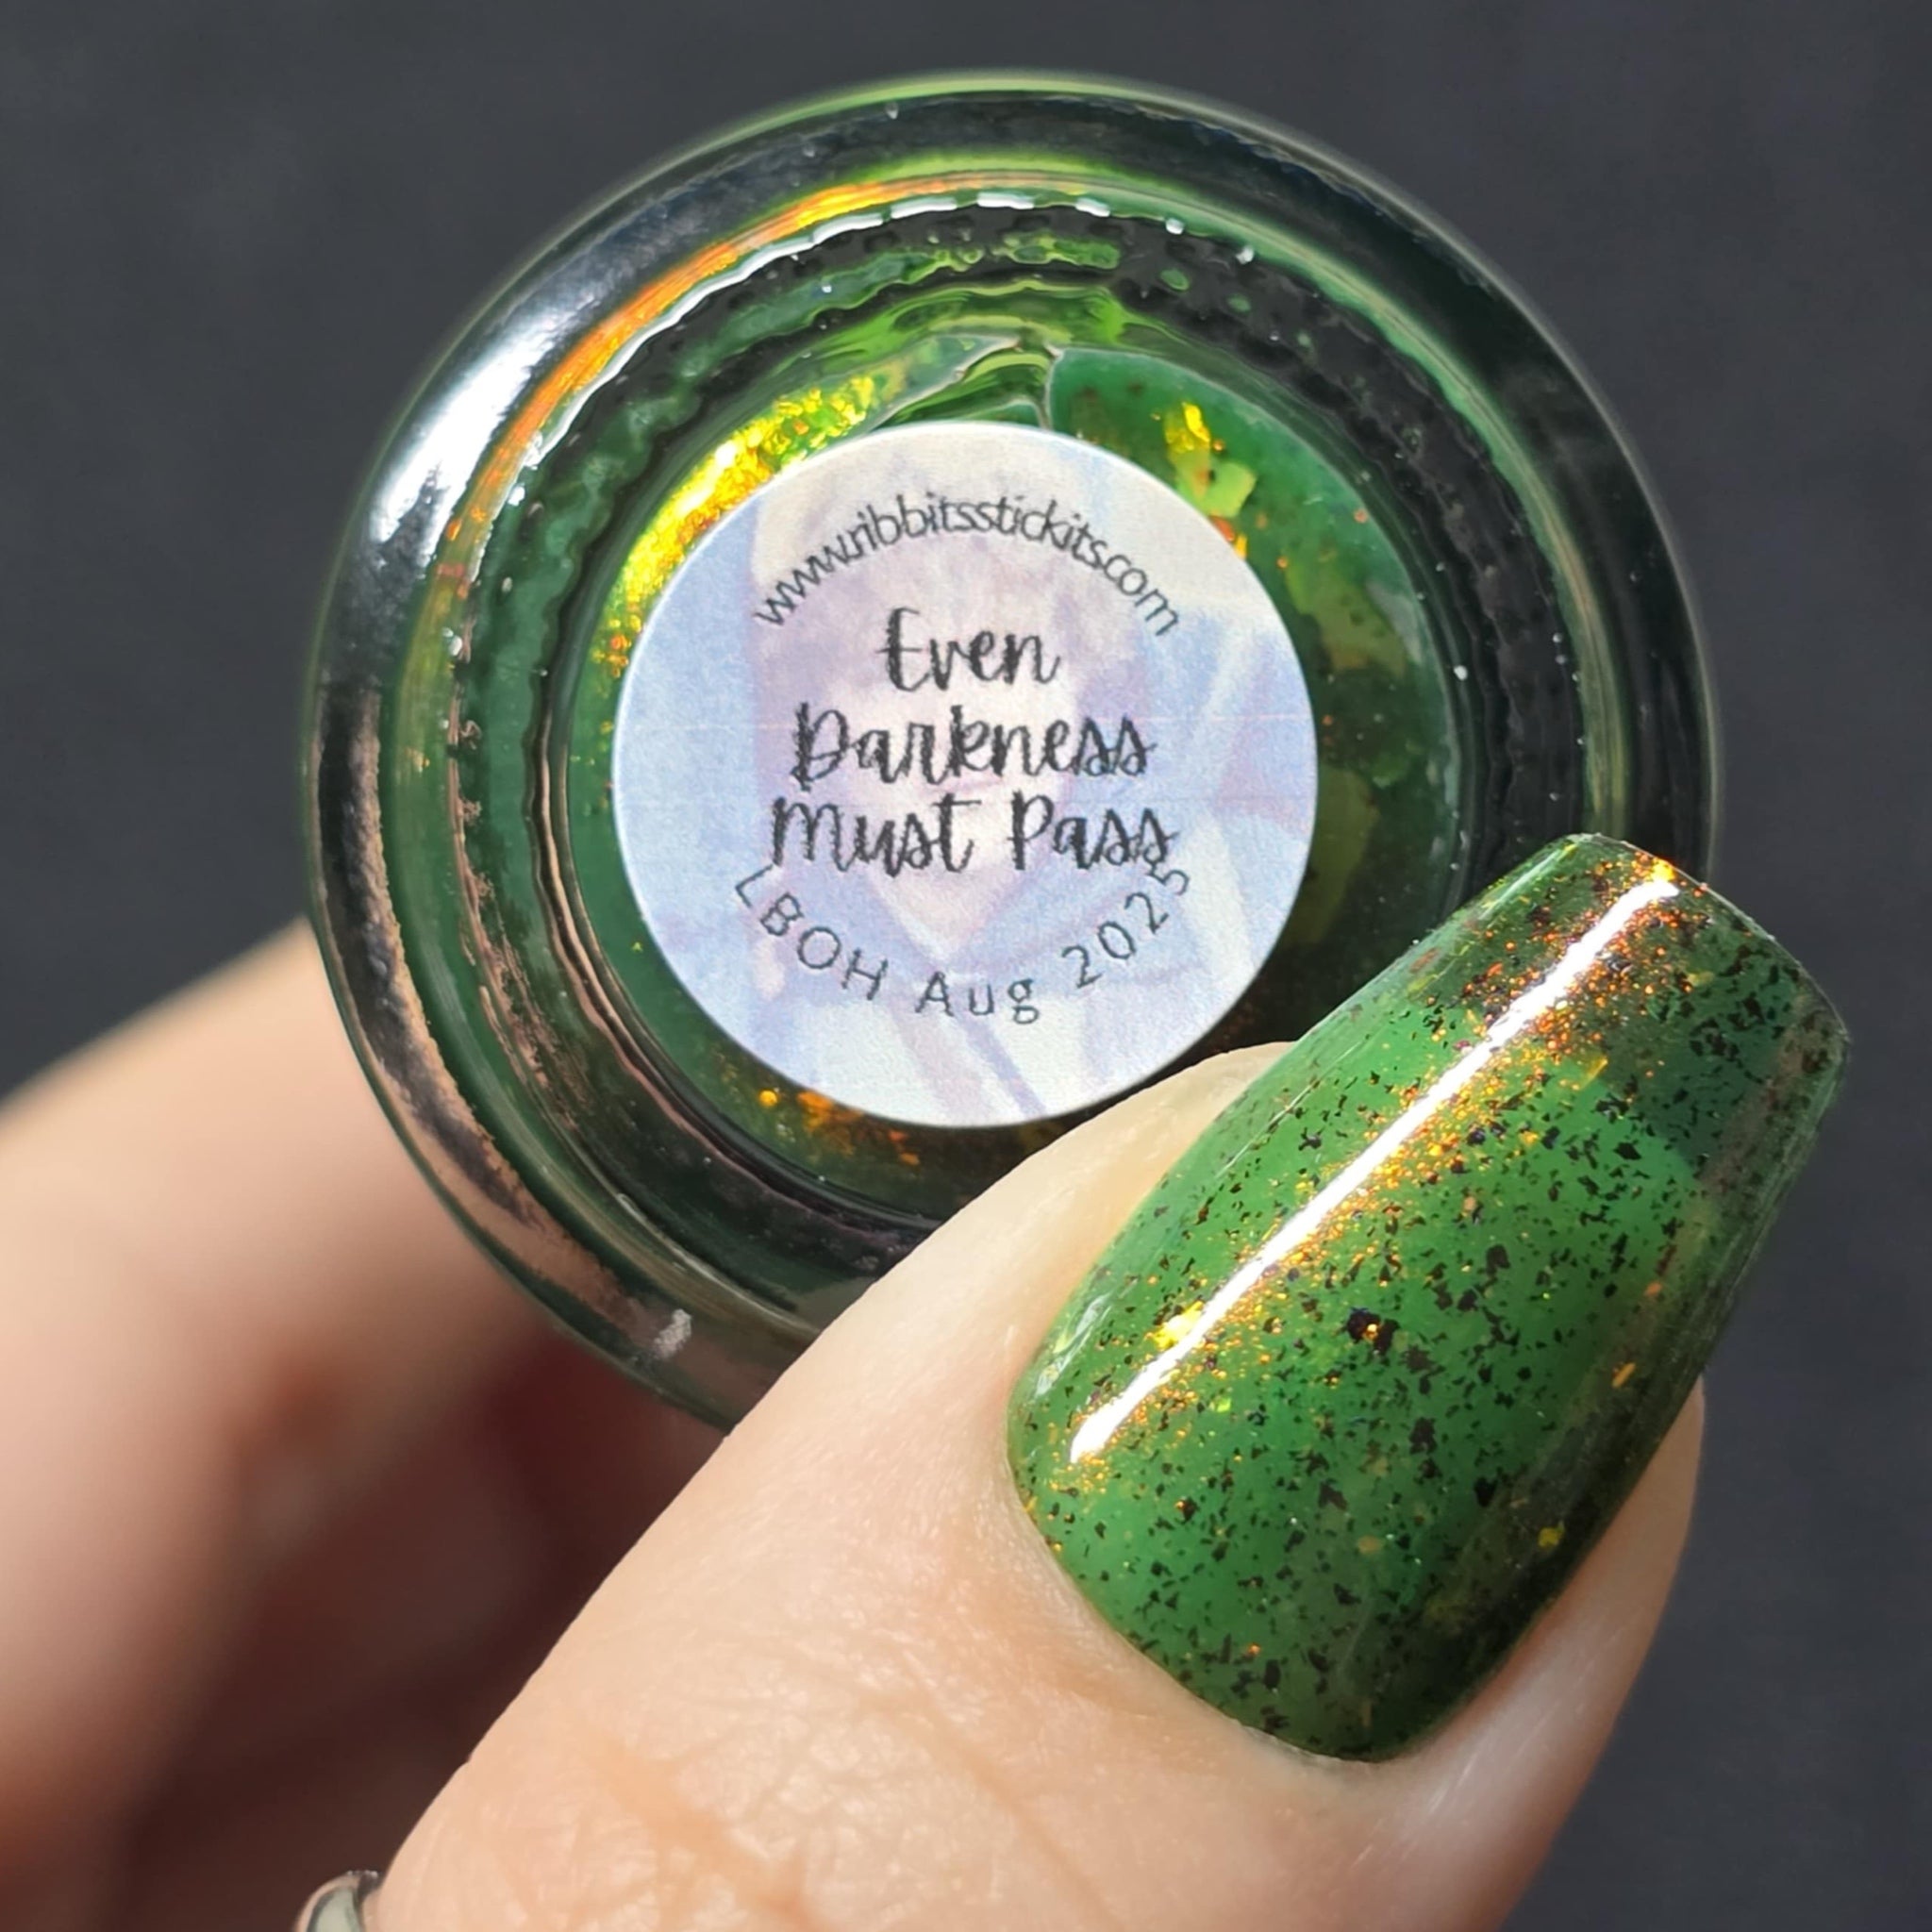 www.ribbitsstickits.com
Even
Darkness
Must Pass
LBOH Aug 2025